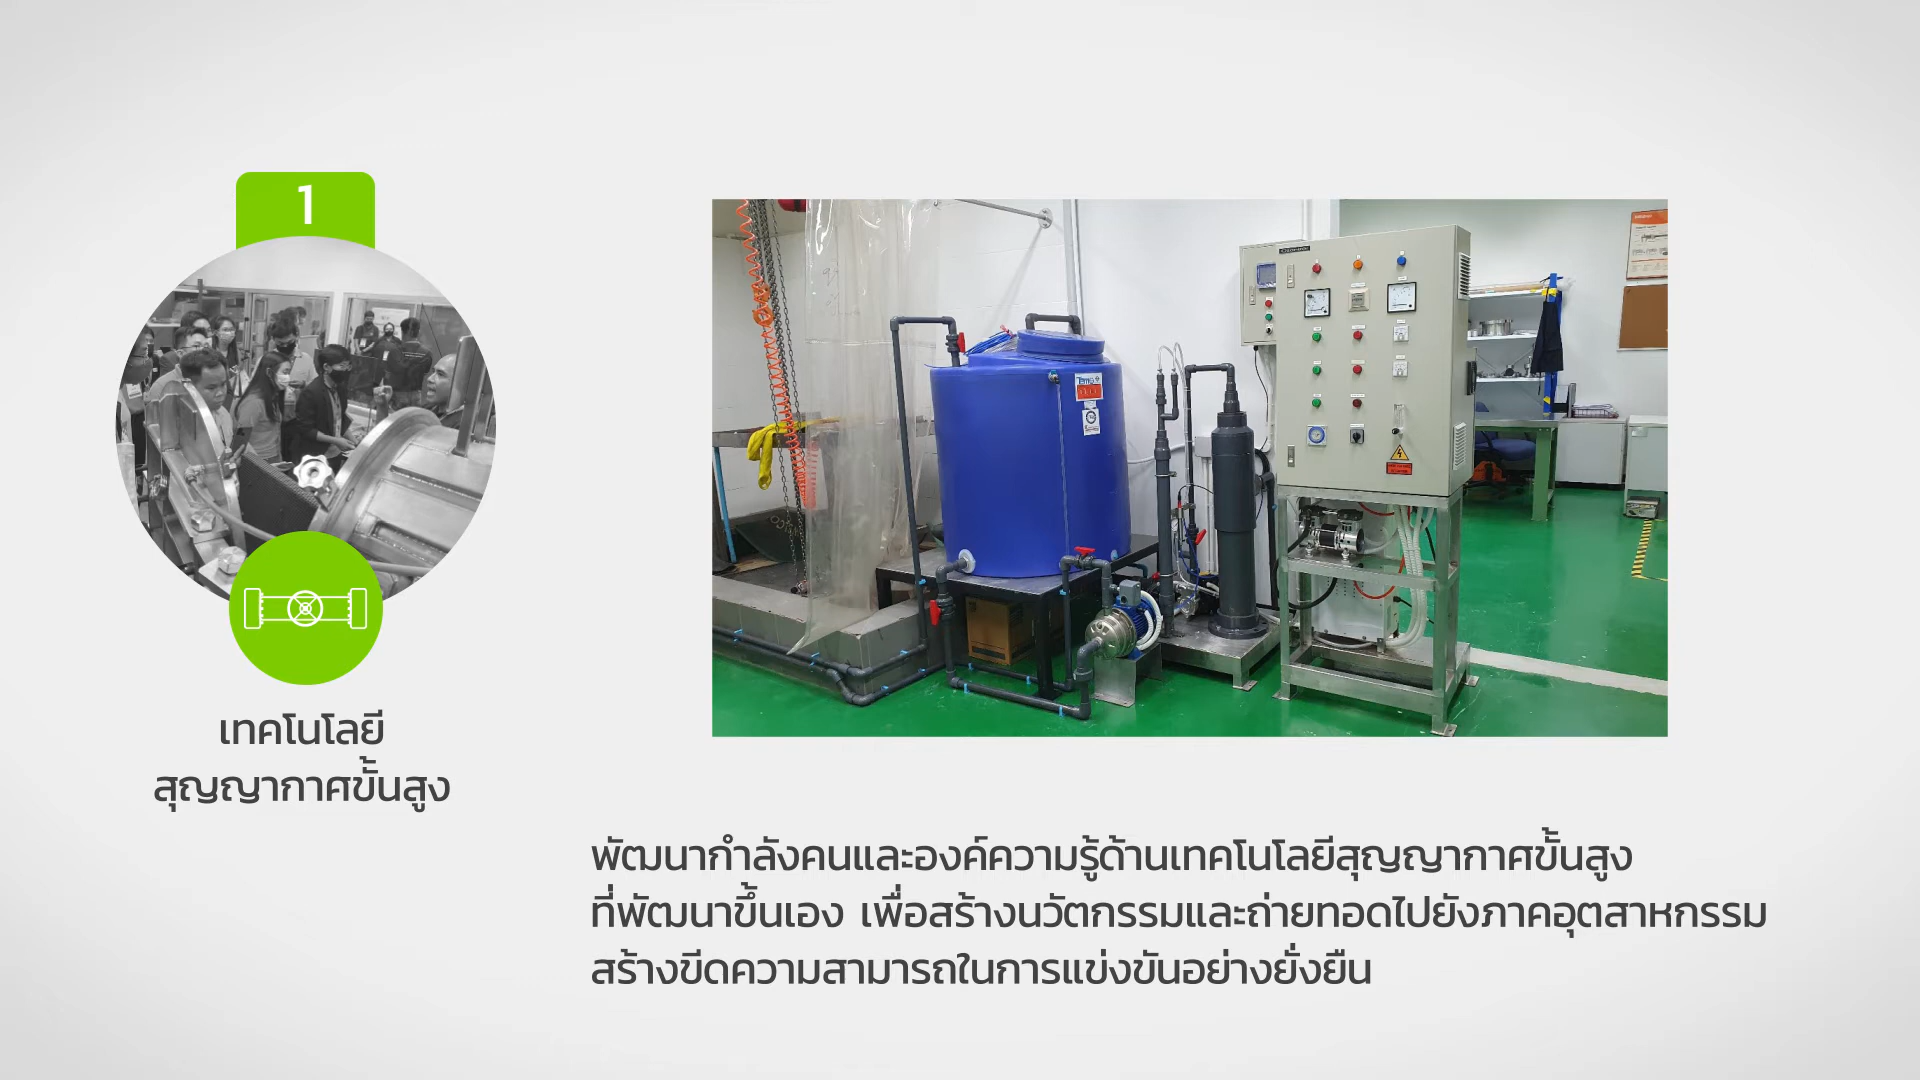 1
เทคโนโลยี
สุญญากาศขั้นสูง
พัฒนากำลังคนและองค์ความรู้ด้านเทคโนโลยีสุญญากาศขั้นสูง
ที่พัฒนาขึ้นเอง เพื่อสร้างนวัตกรรมและถ่ายทอดไปยังภาคอุตสาหกรรม
สร้างขีดความสามารถในการแข่งขันอย่างยั่งยืน